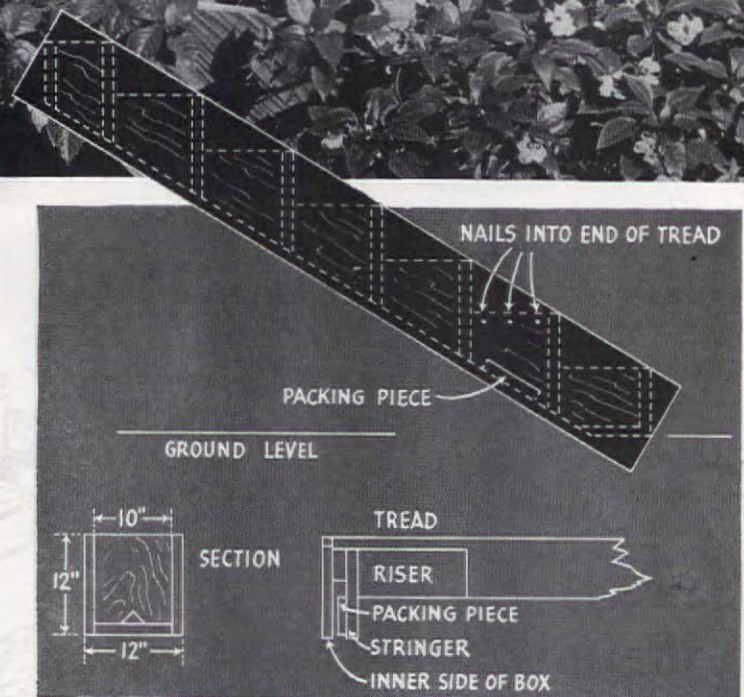 NAILS INTO END OF TREAD
PACKING PIECE
GROUND LEVEL
10"
12"
12"
SECTION
TREAD
RISER
PACKING PIECE
STRINGER
INNER SIDE OF BOX